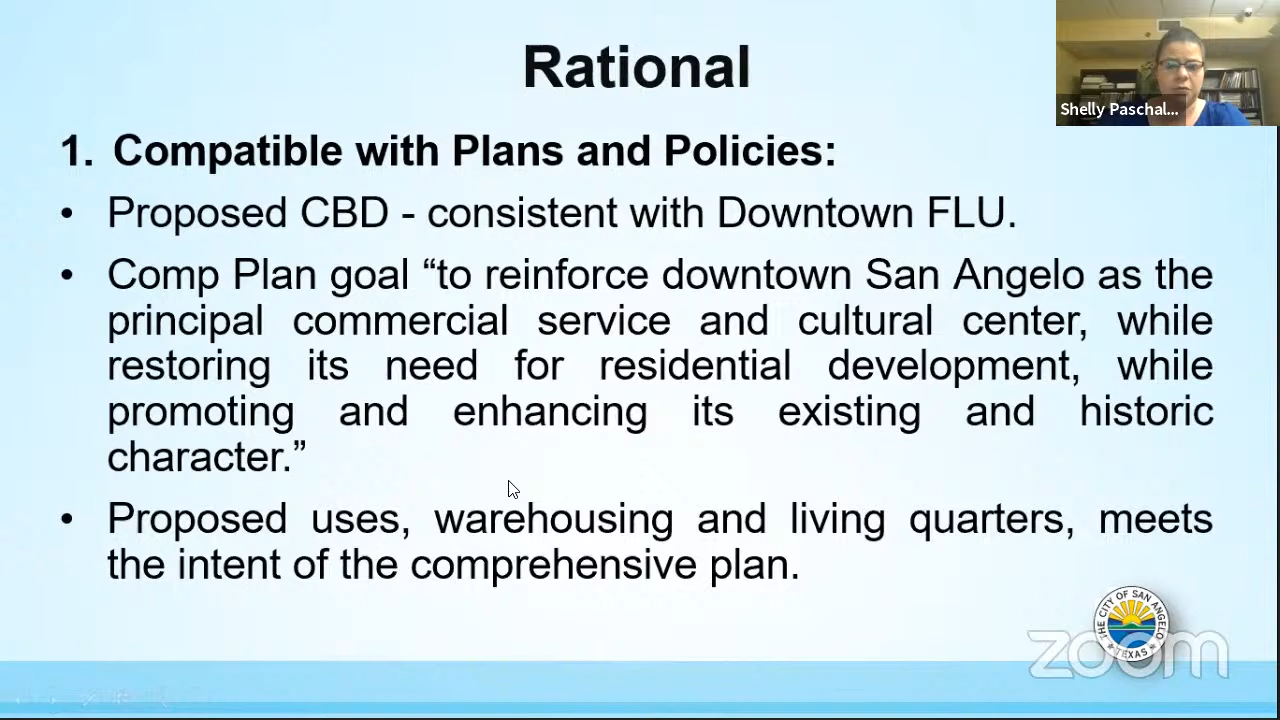 Rational
Shelly Paschal...
1. Compatible with Plans and Policies:
• Proposed CBD - consistent with Downtown FLU.
• Comp Plan goal “to reinforce downtown San Angelo as the
principal commercial service and cultural center, while
restoring its need for residential development, while
promoting and enhancing its existing and historic
character.”
• Proposed uses, warehousing and living quarters, meets
the intent of the comprehensive plan.
THE CITY OF SAN ANGELO
TEXAS
zoom